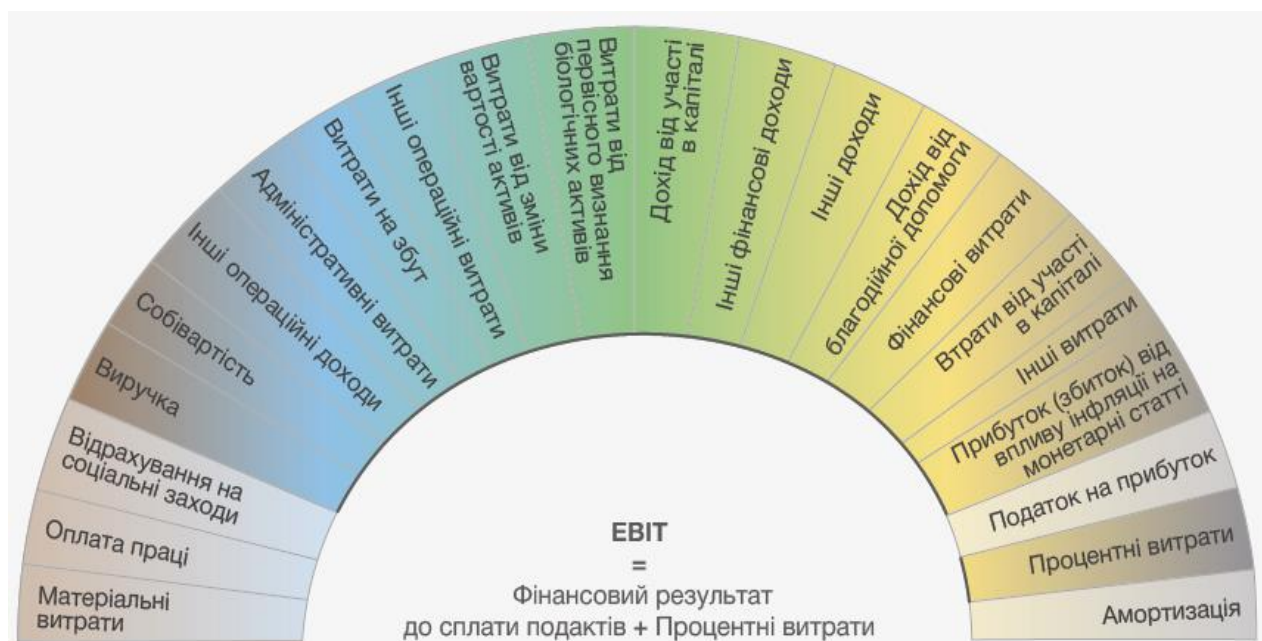 Матеріальні
витрати
Оплата праці
Відрахування на
соціальні заходи
Виручка
Собівартість
Інші операційні доходи
Адміністративні витрати
Витрати на збут
Інші операційні витрати
Витрати від зміни
вартості активів
Витрати від
первісного визнання
біологічних активів
Дохід від участі
в капіталі
Інші фінансові доходи
Інші доходи
Дохід від
благодійної допомоги
Фінансові витрати
Втрати від участі
в капіталі
Інші витрати
Прибуток (збиток) від
впливу інфляції на
монетарні статті
Податок на прибуток
Процентні витрати
Амортизація
EBIT
=
Фінансовий результат
до сплати подактів + Процентні витрати